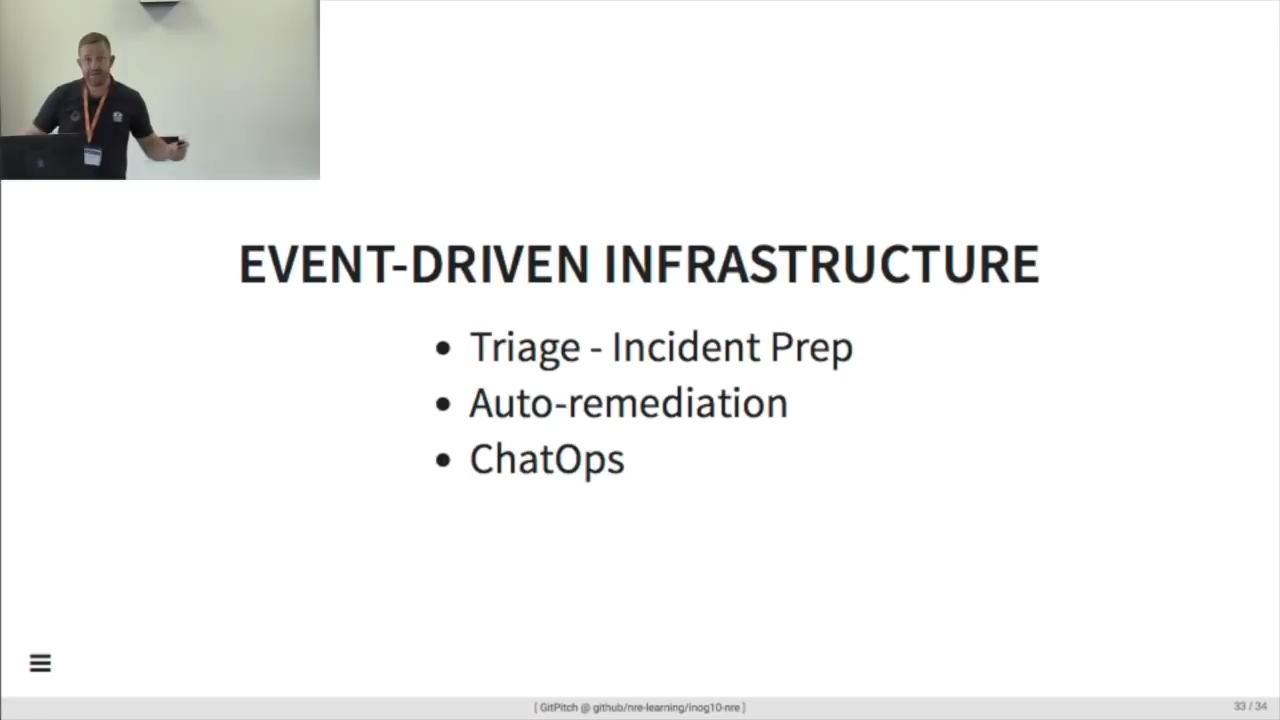 EVENT-DRIVEN INFRASTRUCTURE
• Triage - Incident Prep
• Auto-remediation
• ChatOps
[ GitPitch @ github/nre-learning/inog10-nre ]
33 / 34